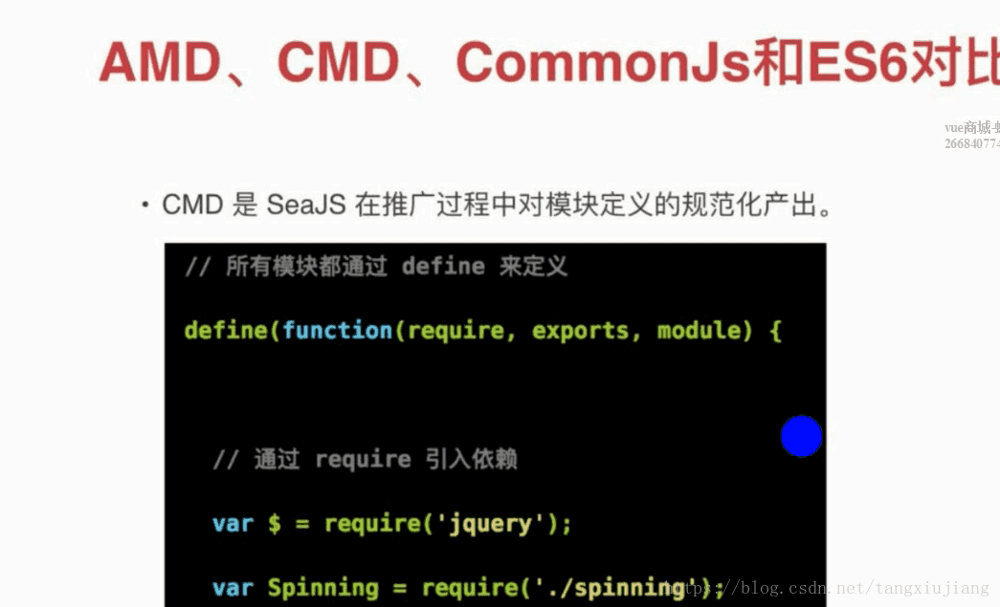 AMD、CMD、CommonJs和ES6对比
vue商城-
266840774
• CMD 是 SeaJS 在推广过程中对模块定义的规范化产出。
// 所有模块都通过 define 来定义
define(function(require, exports, module) {
// 通过 require 引入依赖
var $ = require('jquery');
var Spinning = require('./spinning');
https://blog.csdn.net/tangxiujiang